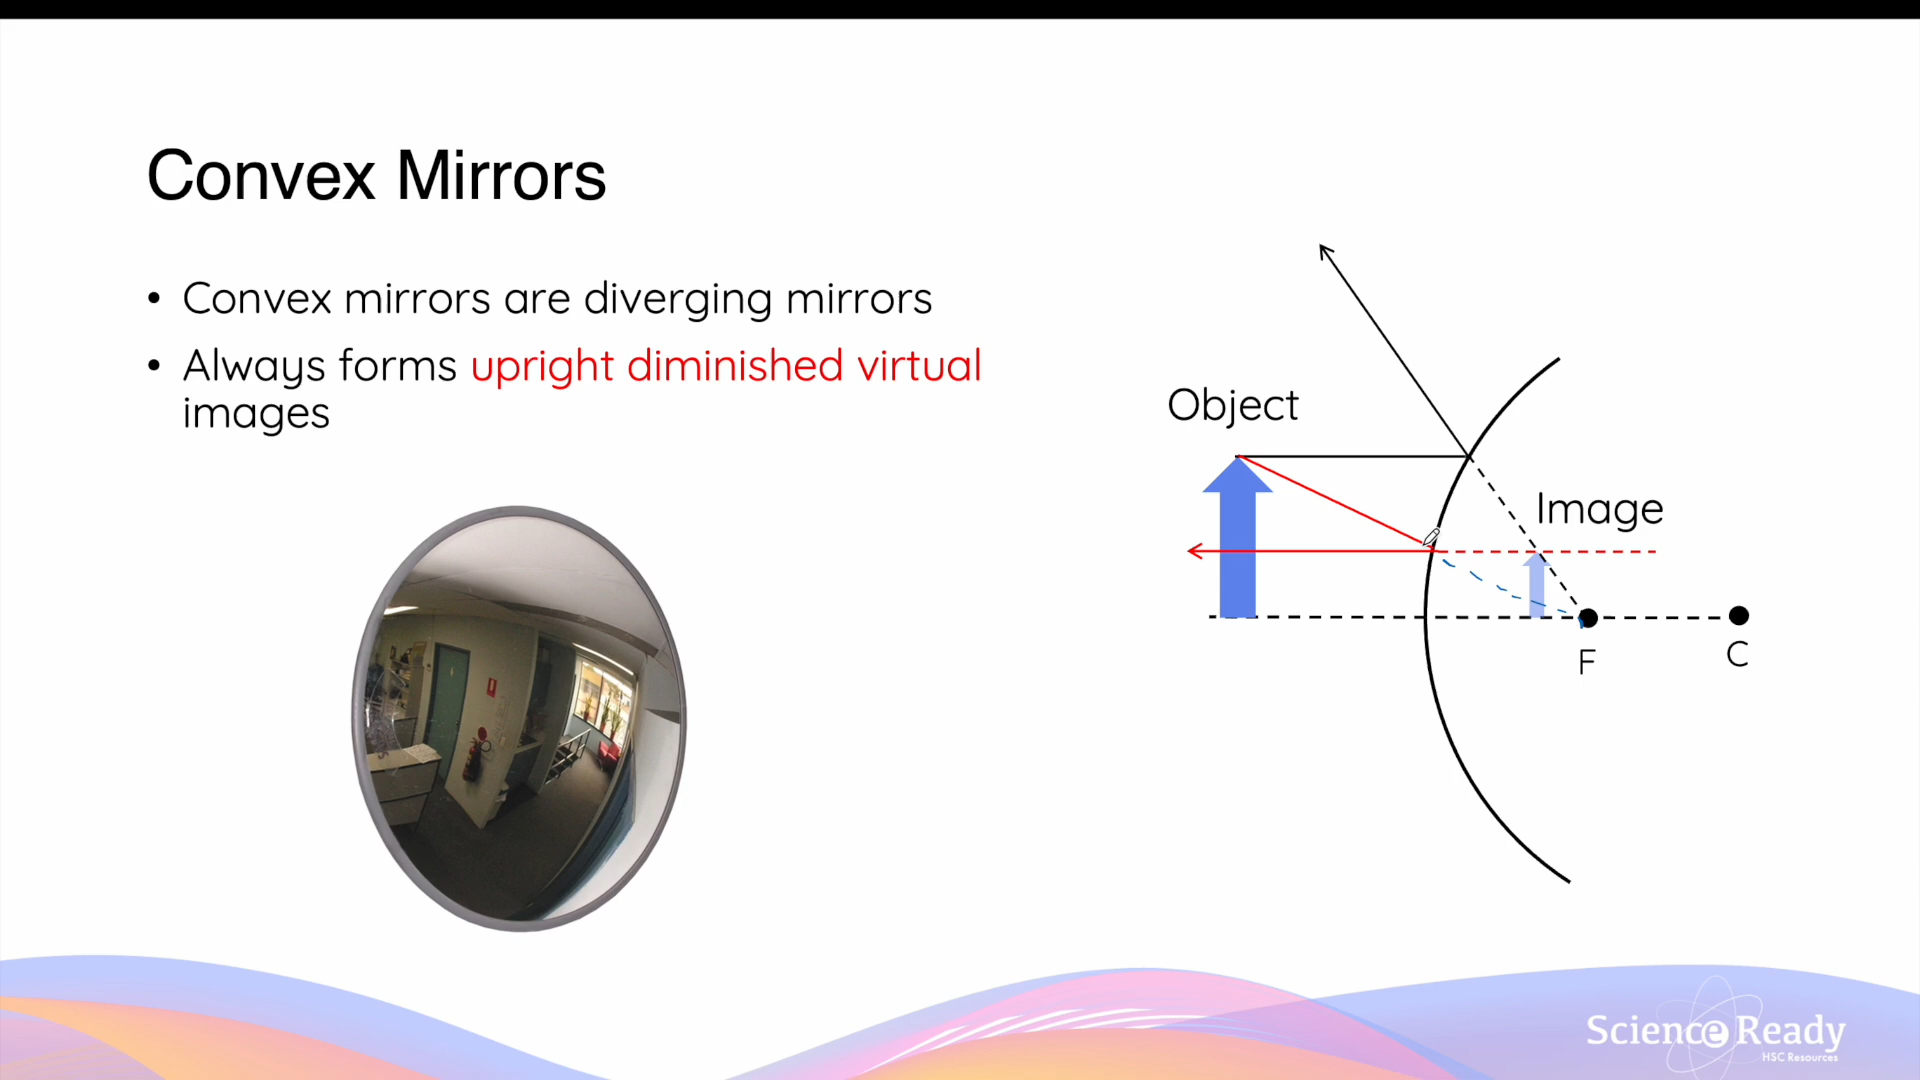 Convex Mirrors
• Convex mirrors are diverging mirrors
• Always forms upright diminished virtual
images
Object
Image
F
C
Science Ready
HSC Resources